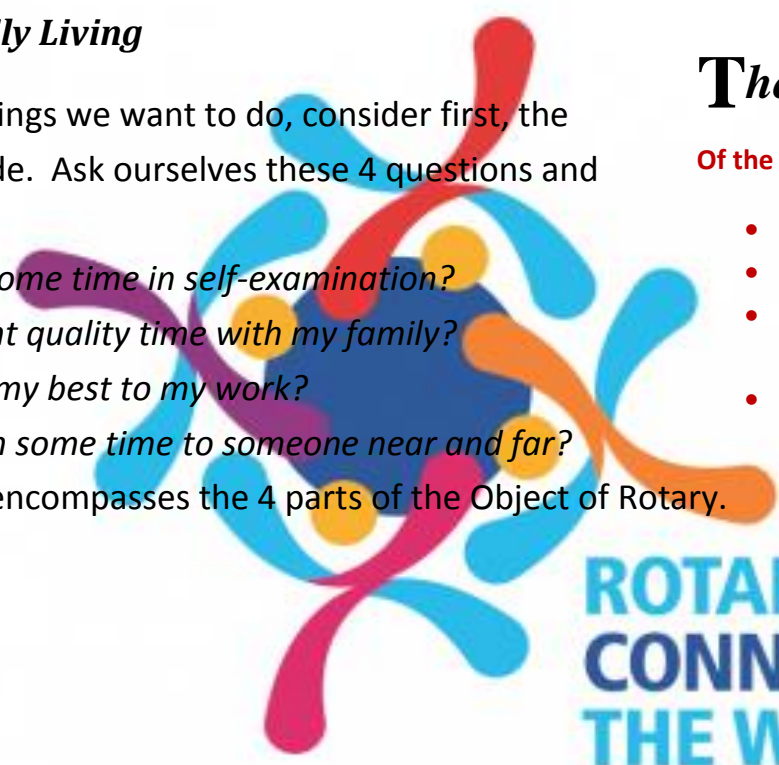 lly Living
ings we want to do, consider first, the
de. Ask ourselves these 4 questions and
ome time in self-examination?
nt quality time with my family?
my best to my work?
n some time to someone near and far?
encompasses the 4 parts of the Object of Rotary.
The
Of the
ROTA
CONN
THE W